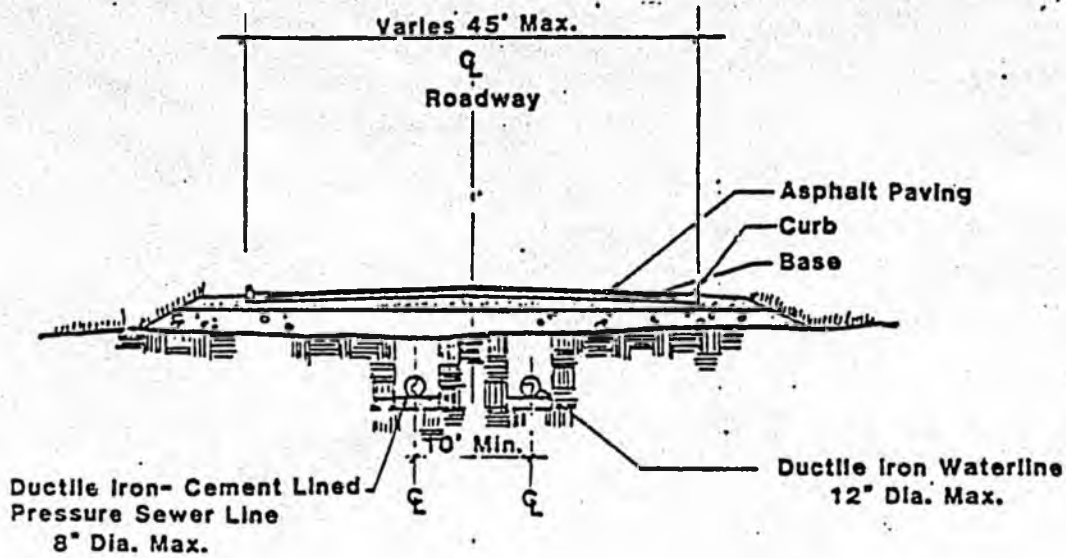 Varies 45' Max.
℄
Roadway
Asphalt Paving
Curb
Base
10' Min.
℄ ℄
Ductile Iron- Cement Lined
Pressure Sewer Line
8" Dia. Max.
Ductile Iron Waterline
12" Dia. Max.